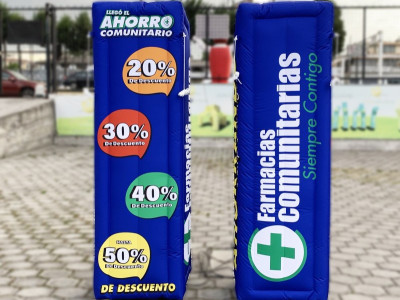 LLEGÓ EL
AHORRO
COMUNITARIO
20%
De Descuento
30%
De Descuento
40%
De Descuento
HASTA
50%
De Descuento
DE DESCUENTO
Farmacias
Farmacias
comunitarias
Siempre Contigo